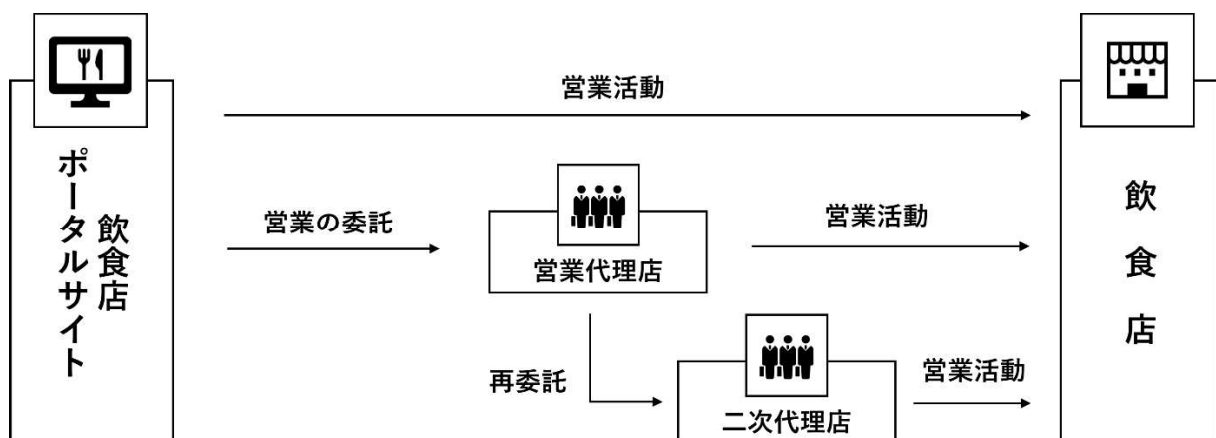 飲食店
ポータルサイト
営業活動
営業の委託
営業代理店
営業活動
再委託
二次代理店
営業活動
飲食店